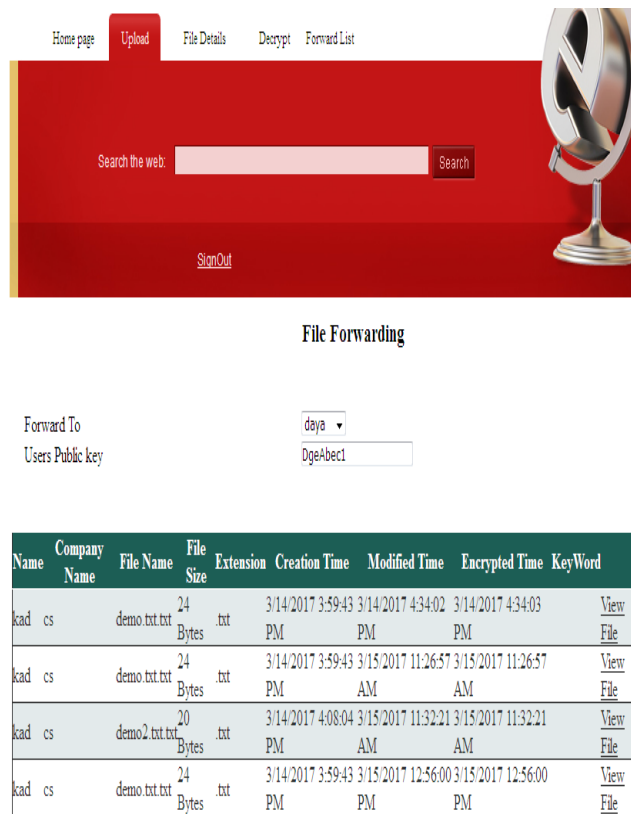 Home page Upload File Details Decrypt Forward List
Search the web: Search
SignOut
File Forwarding
Forward To daya
Users Public key DgeAbec1
Name Company Name File Name File Size Extension Creation Time Modified Time Encrypted Time KeyWord
kad cs demo.txt.txt 24 Bytes .txt 3/14/2017 3:59:43 PM 3/14/2017 4:34:02 PM 3/14/2017 4:34:03 PM View File
kad cs demo.txt.txt 24 Bytes .txt 3/14/2017 3:59:43 PM 3/15/2017 11:26:57 AM 3/15/2017 11:26:57 AM View File
kad cs demo2.txt.txt 20 Bytes .txt 3/14/2017 4:08:04 PM 3/15/2017 11:32:21 AM 3/15/2017 11:32:21 AM View File
kad cs demo.txt.txt 24 Bytes .txt 3/14/2017 3:59:43 PM 3/15/2017 12:56:00 PM 3/15/2017 12:56:00 PM View File